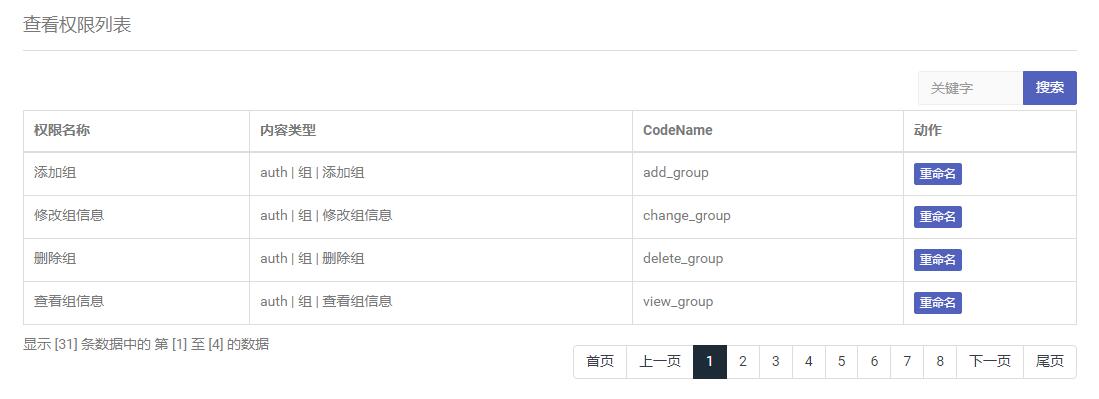 查看权限列表
关键字 搜索
权限名称 内容类型 CodeName 动作
添加组 auth | 组 | 添加组 add_group 重命名
修改组信息 auth | 组 | 修改组信息 change_group 重命名
删除组 auth | 组 | 删除组 delete_group 重命名
查看组信息 auth | 组 | 查看组信息 view_group 重命名
显示 [31] 条数据中的 第 [1] 至 [4] 的数据
首页 上一页 1 2 3 4 5 6 7 8 下一页 尾页